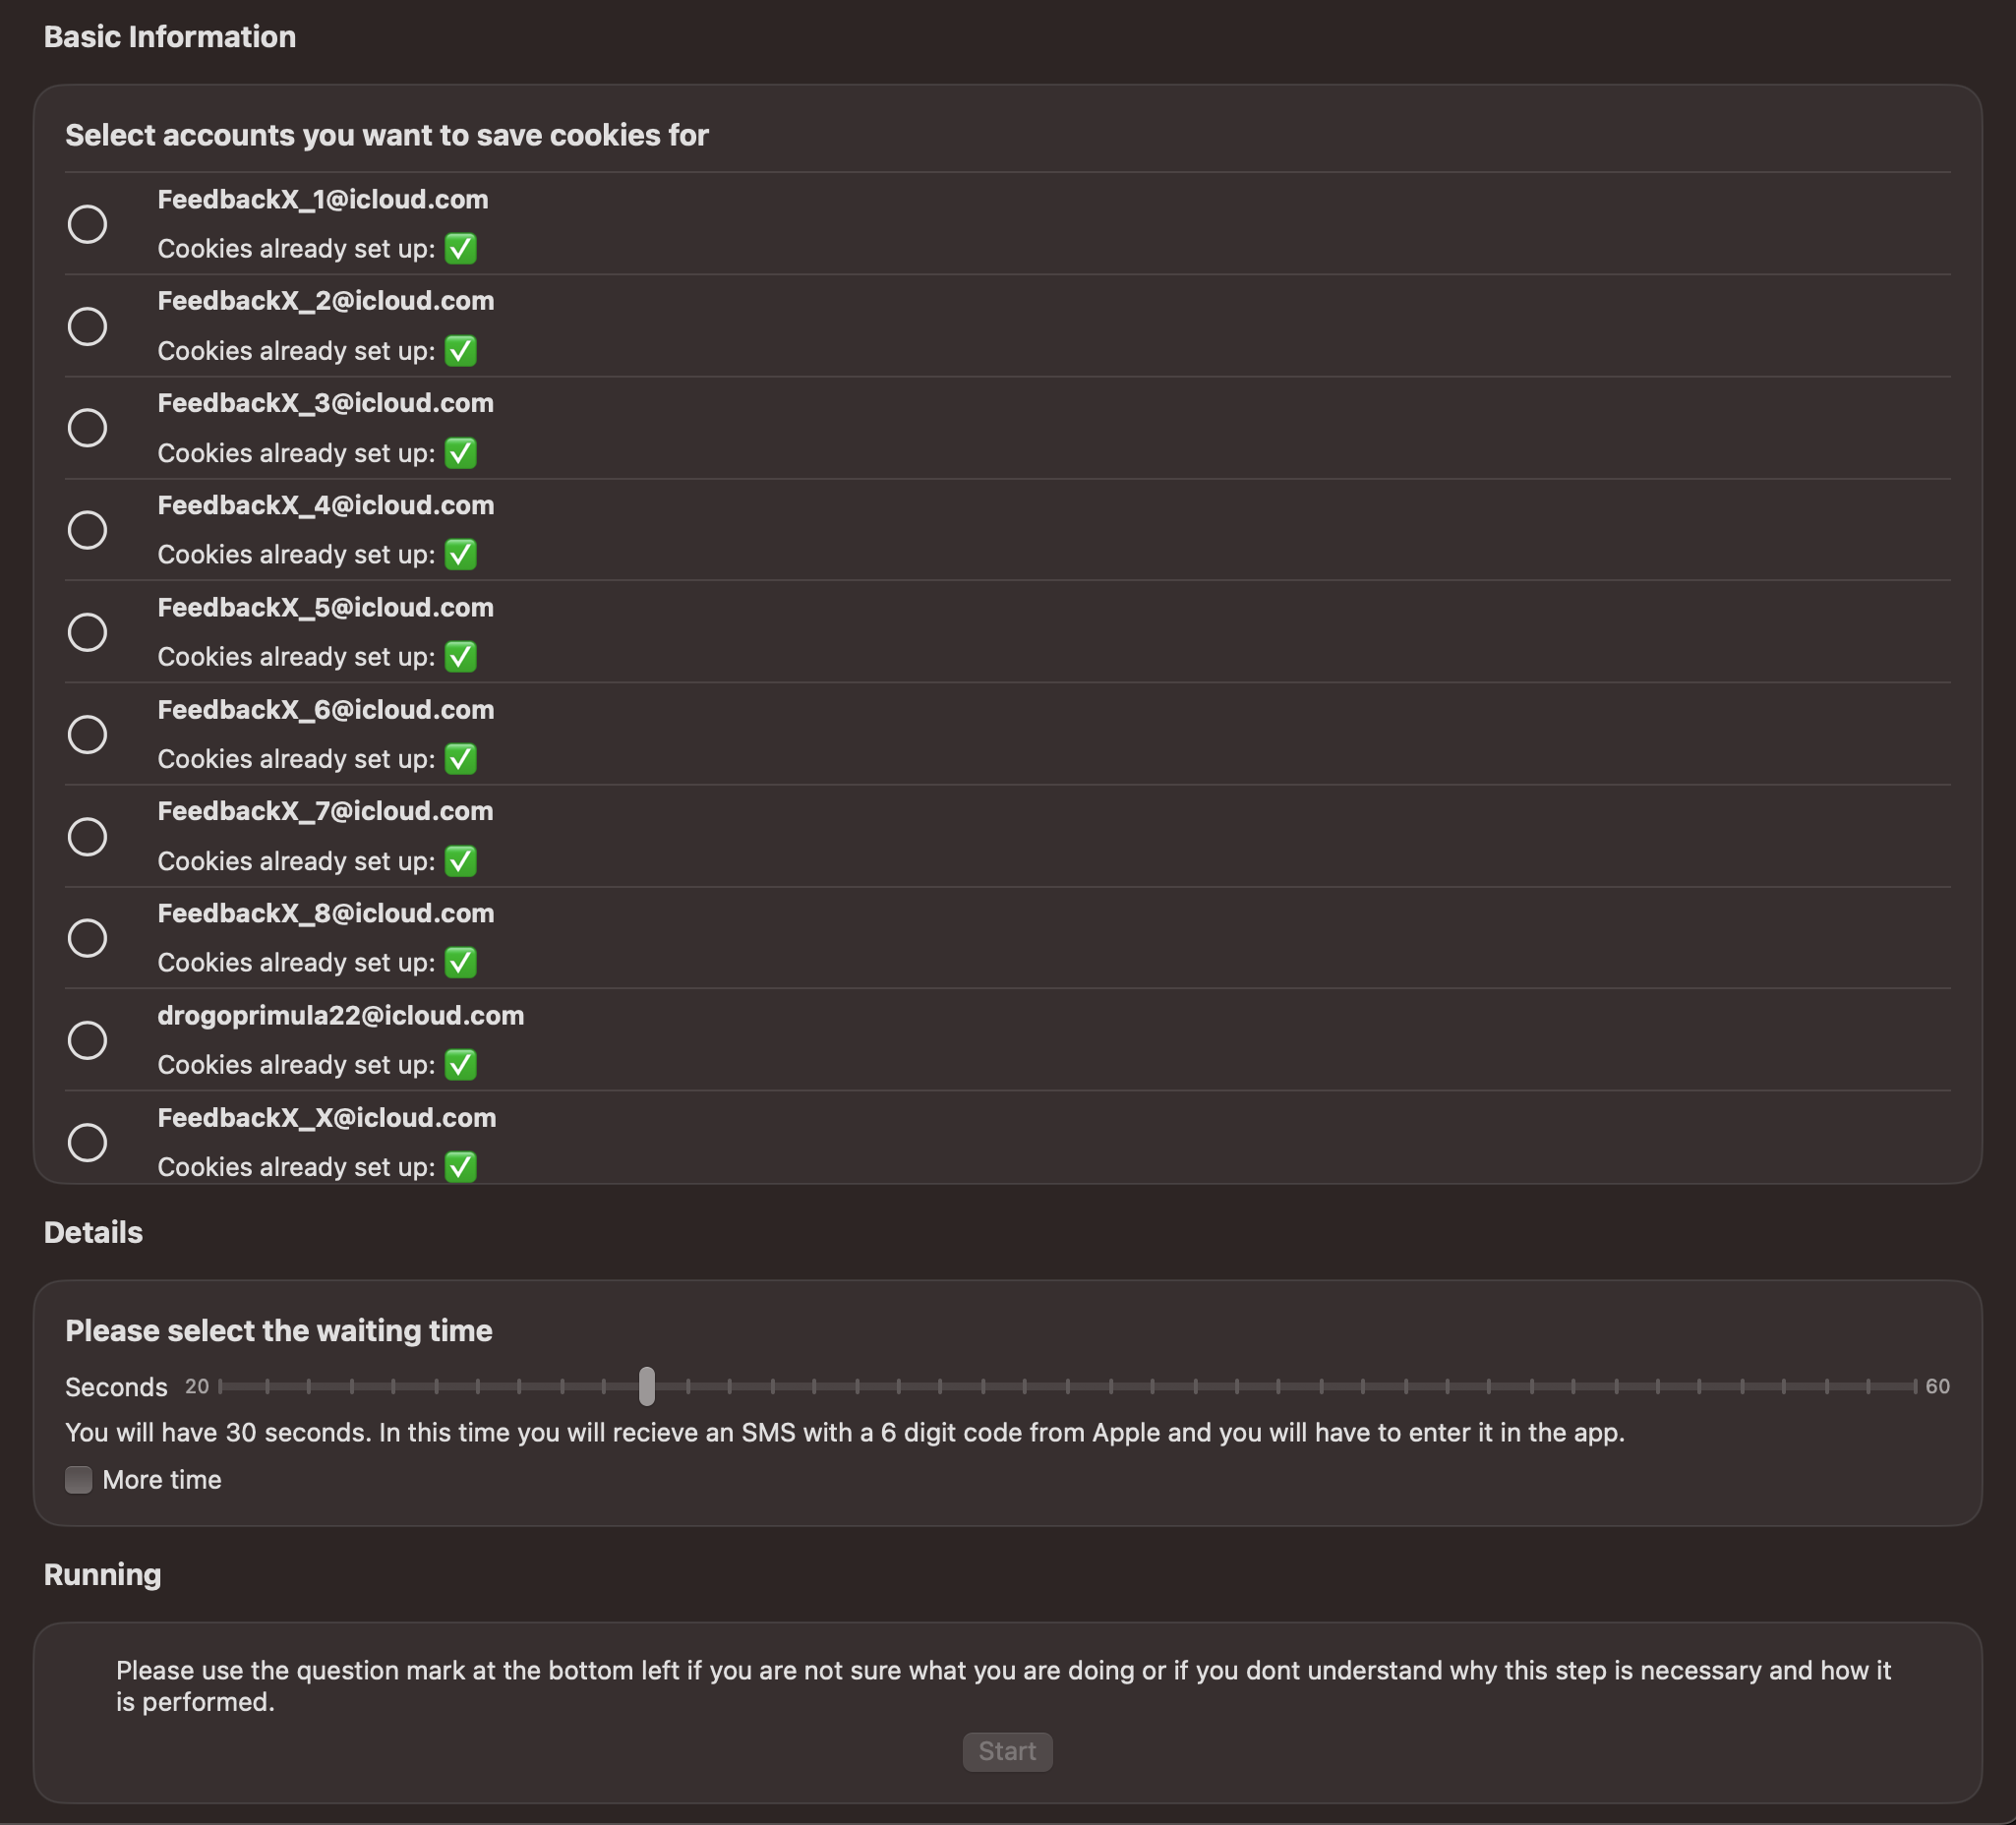 Basic Information
Select accounts you want to save cookies for
FeedbackX_1@icloud.com
Cookies already set up: ✅
FeedbackX_2@icloud.com
Cookies already set up: ✅
FeedbackX_3@icloud.com
Cookies already set up: ✅
FeedbackX_4@icloud.com
Cookies already set up: ✅
FeedbackX_5@icloud.com
Cookies already set up: ✅
FeedbackX_6@icloud.com
Cookies already set up: ✅
FeedbackX_7@icloud.com
Cookies already set up: ✅
FeedbackX_8@icloud.com
Cookies already set up: ✅
drogoprimula22@icloud.com
Cookies already set up: ✅
FeedbackX_X@icloud.com
Cookies already set up: ✅
Details
Please select the waiting time
Seconds 20 60
You will have 30 seconds. In this time you will recieve an SMS with a 6 digit code from Apple and you will have to enter it in the app.
More time
Running
Please use the question mark at the bottom left if you are not sure what you are doing or if you dont understand why this step is necessary and how it
is performed.
Start